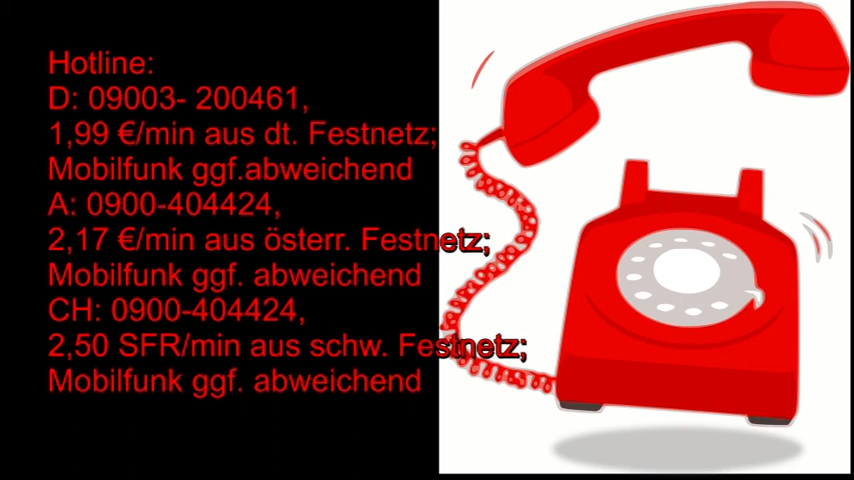 Hotline:
D: 09003- 200461,
1,99 €/min aus dt. Festnetz;
Mobilfunk ggf.abweichend
A: 0900-404424,
2,17 €/min aus österr. Festnetz;
Mobilfunk ggf. abweichend
CH: 0900-404424,
2,50 SFR/min aus schw. Festnetz;
Mobilfunk ggf. abweichend